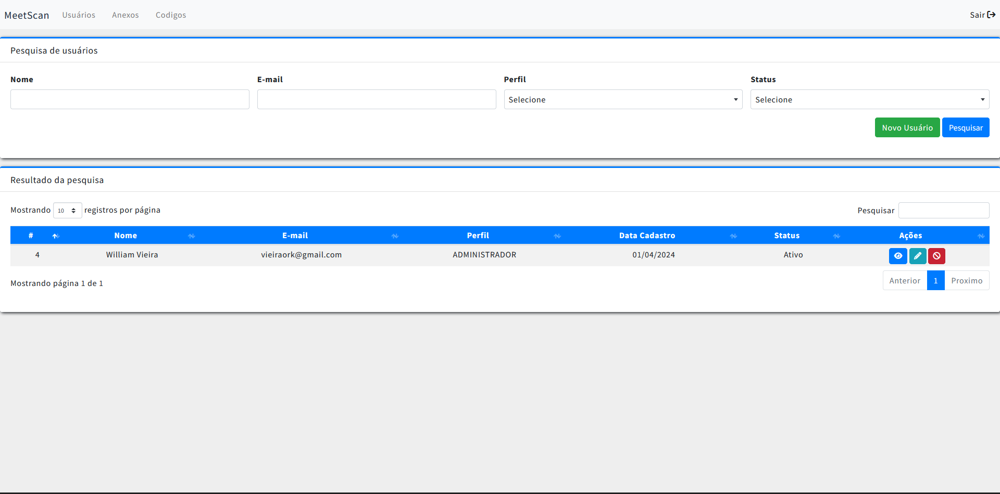 MeetScan Usuários Anexos Codigos Sair
Pesquisa de usuários
Nome E-mail Perfil Status
Selecione Selecione
Novo Usuário Pesquisar
Resultado da pesquisa
Mostrando 10 registros por página Pesquisar
# Nome E-mail Perfil Data Cadastro Status Ações
4 William Vieira vieiraork@gmail.com ADMINISTRADOR 01/04/2024 Ativo
Mostrando página 1 de 1 Anterior 1 Proximo